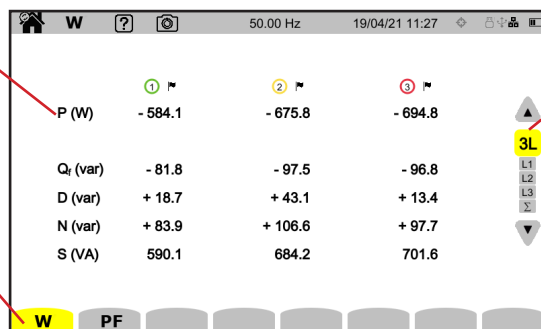 W ? 50.00 Hz 19/04/21 11:27
1 2 3
P (W) - 584.1 - 675.8 - 694.8
3L
Qf (var) - 81.8 - 97.5 - 96.8
L1
L2
D (var) + 18.7 + 43.1 + 13.4
L3
Σ
N (var) + 83.9 + 106.6 + 97.7
S (VA) 590.1 684.2 701.6
W PF